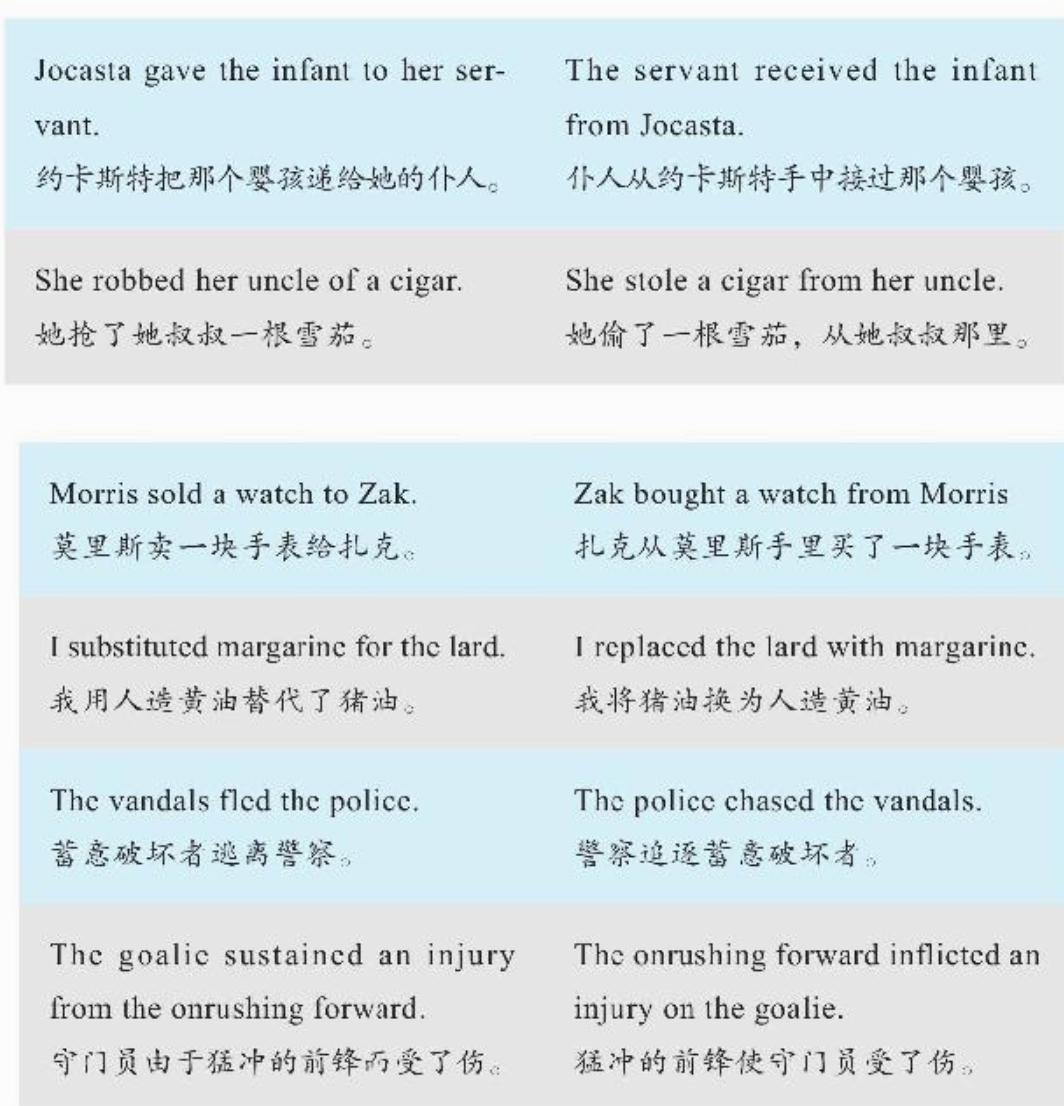 Jocasta gave the infant to her ser-
vant.
约卡斯特把那个婴孩递给她的仆人。
The servant received the infant
from Jocasta.
仆人从约卡斯特手中接过那个婴孩。
She robbed her uncle of a cigar.
她抢了她叔叔一根雪茄。
She stole a cigar from her uncle.
她偷了一根雪茄，从她叔叔那里。
Morris sold a watch to Zak.
莫里斯卖一块手表给扎克。
Zak bought a watch from Morris
扎克从莫里斯手里买了一块手表。
I substituted margarine for the lard.
我用人造黄油替代了猪油。
I replaced the lard with margarine.
我将猪油换为人造黄油。
The vandals fled the police.
蓄意破坏者逃离警察。
The police chased the vandals.
警察追逐蓄意破坏者。
The goalie sustained an injury
from the onrushing forward.
守门员由于猛冲的前锋而受了伤。
The onrushing forward inflicted an
injury on the goalie.
猛冲的前锋使守门员受了伤。